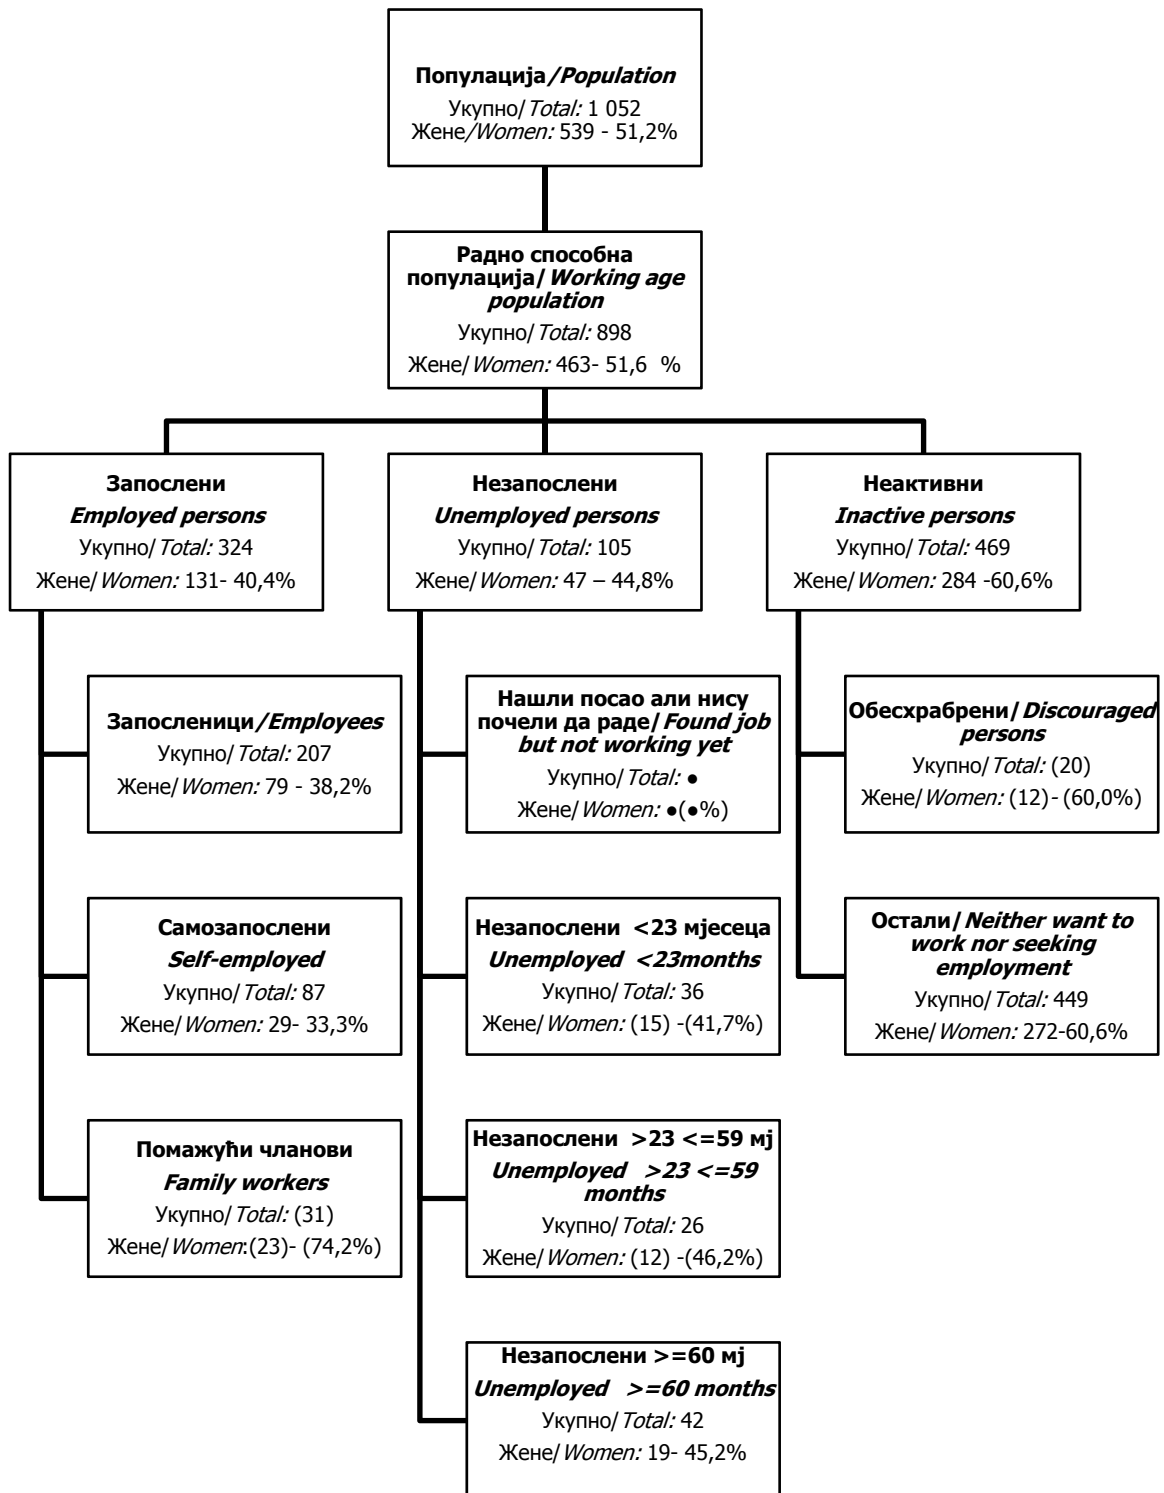 Популација/Population
Укупно/Total: 1 052
Жене/Women: 539 - 51,2%
Радно способна
популација/Working age
population
Укупно/Total: 898
Жене/Women: 463- 51,6 %
Запослени
Employed persons
Укупно/Total: 324
Жене/Women: 131- 40,4%
Незапослени
Unemployed persons
Укупно/Total: 105
Жене/Women: 47 – 44,8%
Неактивни
Inactive persons
Укупно/Total: 469
Жене/Women: 284 -60,6%
Запосленици/Employees
Укупно/Total: 207
Жене/Women: 79 - 38,2%
Нашли посао али нису
почели да раде/Found job
but not working yet
Укупно/Total: ●
Жене/Women: ●(●%)
Обесхрабрени/Discouraged
persons
Укупно/Total: (20)
Жене/Women: (12)- (60,0%)
Самозапослени
Self-employed
Укупно/Total: 87
Жене/Women: 29- 33,3%
Незапослени <23 мјесеца
Unemployed <23months
Укупно/Total: 36
Жене/Women: (15) -(41,7%)
Остали/Neither want to
work nor seeking
employment
Укупно/Total: 449
Жене/Women: 272-60,6%
Помажући чланови
Family workers
Укупно/Total: (31)
Жене/Women:(23)- (74,2%)
Незапослени >23 <=59 мј
Unemployed >23 <=59
months
Укупно/Total: 26
Жене/Women: (12) -(46,2%)
Незапослени >=60 мј
Unemployed >=60 months
Укупно/Total: 42
Жене/Women: 19- 45,2%